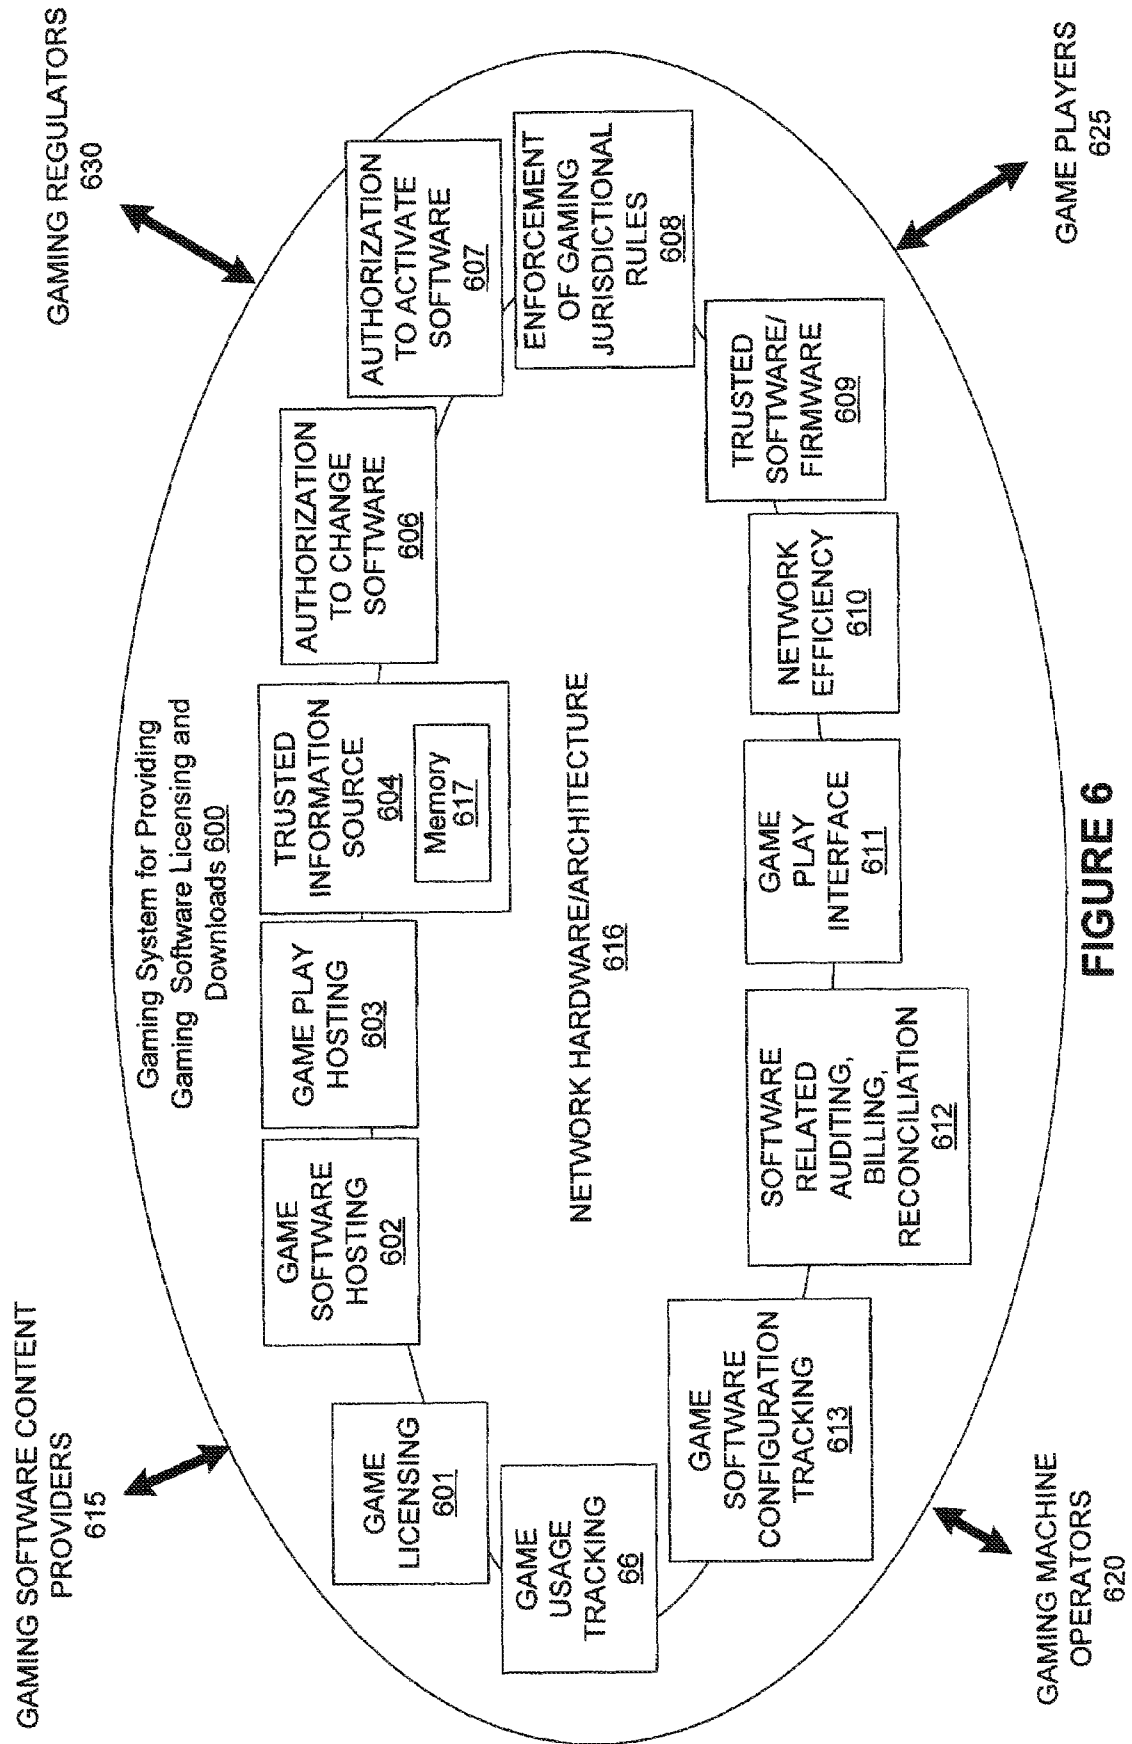 GAMING SOFTWARE CONTENT
PROVIDERS
615
GAMING REGULATORS
630
Gaming System for Providing
Gaming Software Licensing and
Downloads 600
GAME
LICENSING
601
GAME
SOFTWARE
HOSTING
602
GAME PLAY
HOSTING
603
TRUSTED
INFORMATION
SOURCE
604
Memory
617
AUTHORIZATION
TO CHANGE
SOFTWARE
606
AUTHORIZATION
TO ACTIVATE
SOFTWARE
607
ENFORCEMENT
OF GAMING
JURISDICTIONAL
RULES
608
NETWORK HARDWARE/ARCHITECTURE
616
GAME
USAGE
TRACKING
66
GAME
SOFTWARE
CONFIGURATION
TRACKING
613
SOFTWARE
RELATED
AUDITING,
BILLING,
RECONCILIATION
612
GAME
PLAY
INTERFACE
611
NETWORK
EFFICIENCY
610
TRUSTED
SOFTWARE/
FIRMWARE
609
GAMING MACHINE
OPERATORS
620
GAME PLAYERS
625
FIGURE 6